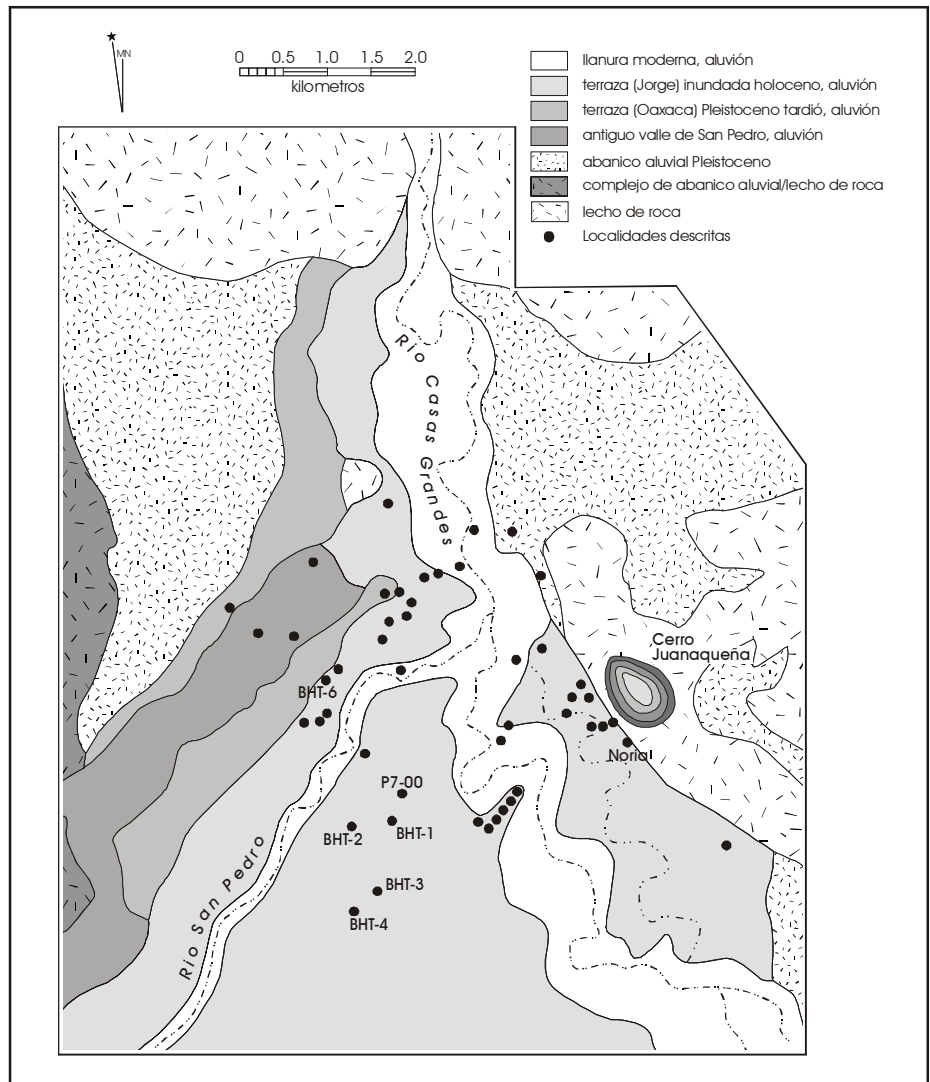 MN
0 0.5 1.0 1.5 2.0
kilometros
llanura moderna, aluvión
terraza (Jorge) inundada holoceno, aluvión
terraza (Oaxaca) Pleistoceno tardió, aluvión
antiguo valle de San Pedro, aluvión
abanico aluvial Pleistoceno
complejo de abanico aluvial/lecho de roca
lecho de roca
Localidades descritas
Río Casas Grandes
Cerro
Juanaqueña
BHT-6
Noria
P7-00
BHT-1
BHT-2
BHT-3
BHT-4
Río San Pedro